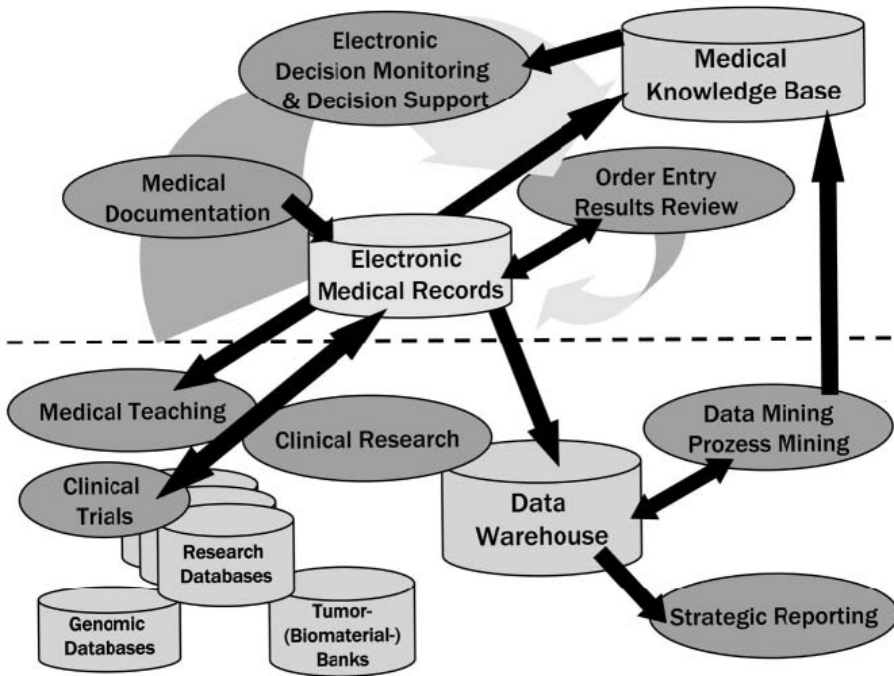 Electronic
Decision Monitoring
& Decision Support
Medical
Knowledge Base
Medical
Documentation
Order Entry
Results Review
Electronic
Medical Records
Medical Teaching
Clinical Research
Data Mining
Prozess Mining
Clinical
Trials
Data
Warehouse
Research
Databases
Genomic
Databases
Tumor-
(Biomaterial-)
Banks
Strategic Reporting